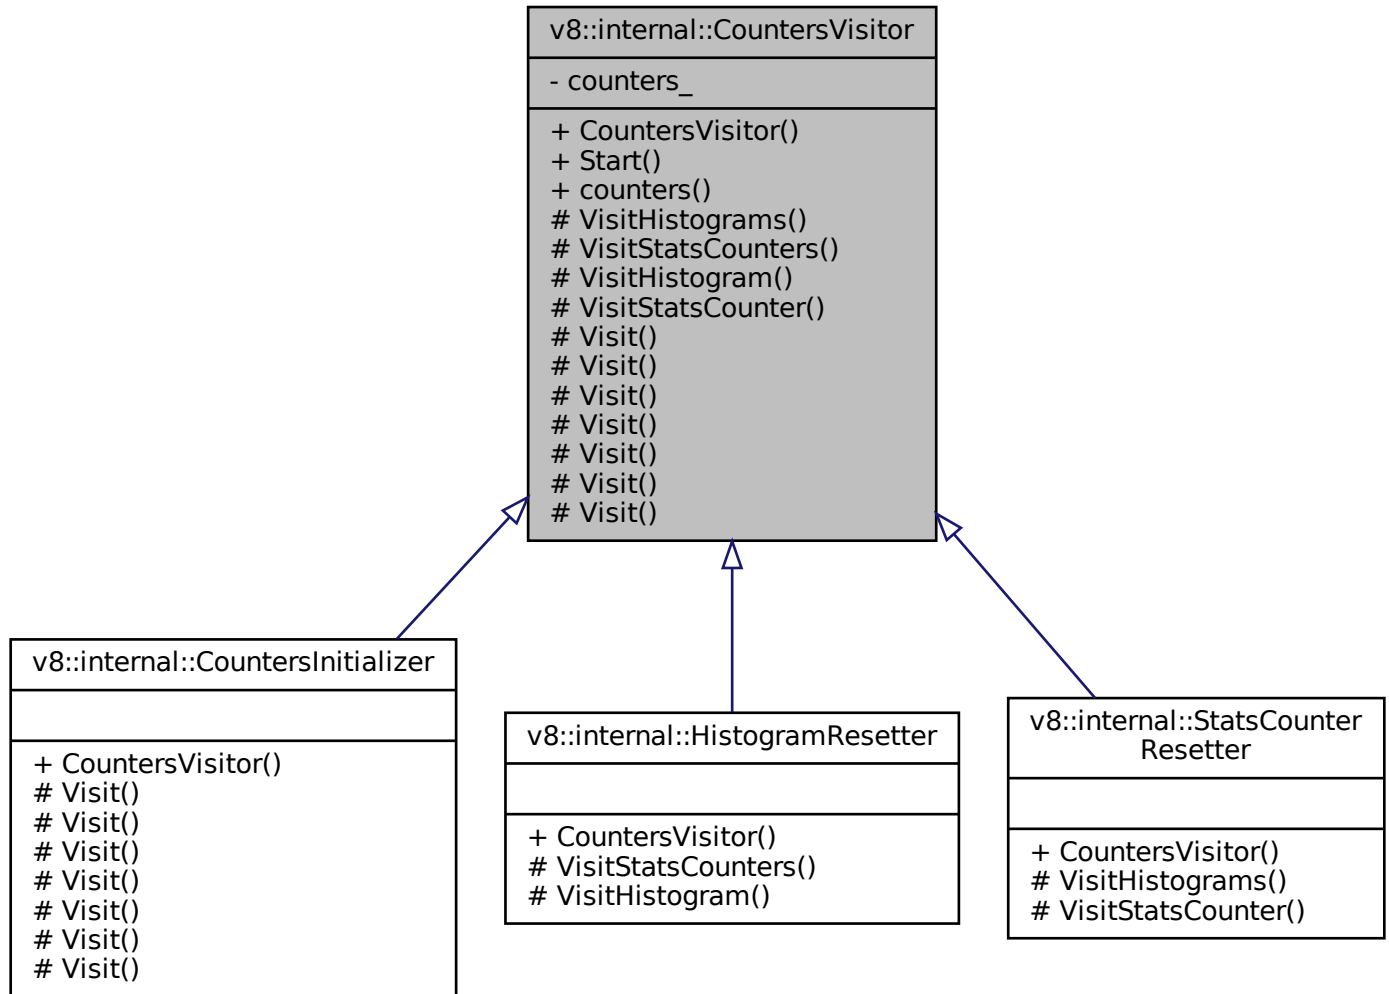 v8::internal::CountersVisitor
- counters_
+ CountersVisitor()
+ Start()
+ counters()
# VisitHistograms()
# VisitStatsCounters()
# VisitHistogram()
# VisitStatsCounter()
# Visit()
# Visit()
# Visit()
# Visit()
# Visit()
# Visit()
# Visit()
v8::internal::CountersInitializer
+ CountersVisitor()
# Visit()
# Visit()
# Visit()
# Visit()
# Visit()
# Visit()
# Visit()
v8::internal::HistogramResetter
+ CountersVisitor()
# VisitStatsCounters()
# VisitHistogram()
v8::internal::StatsCounter
Resetter
+ CountersVisitor()
# VisitHistograms()
# VisitStatsCounter()